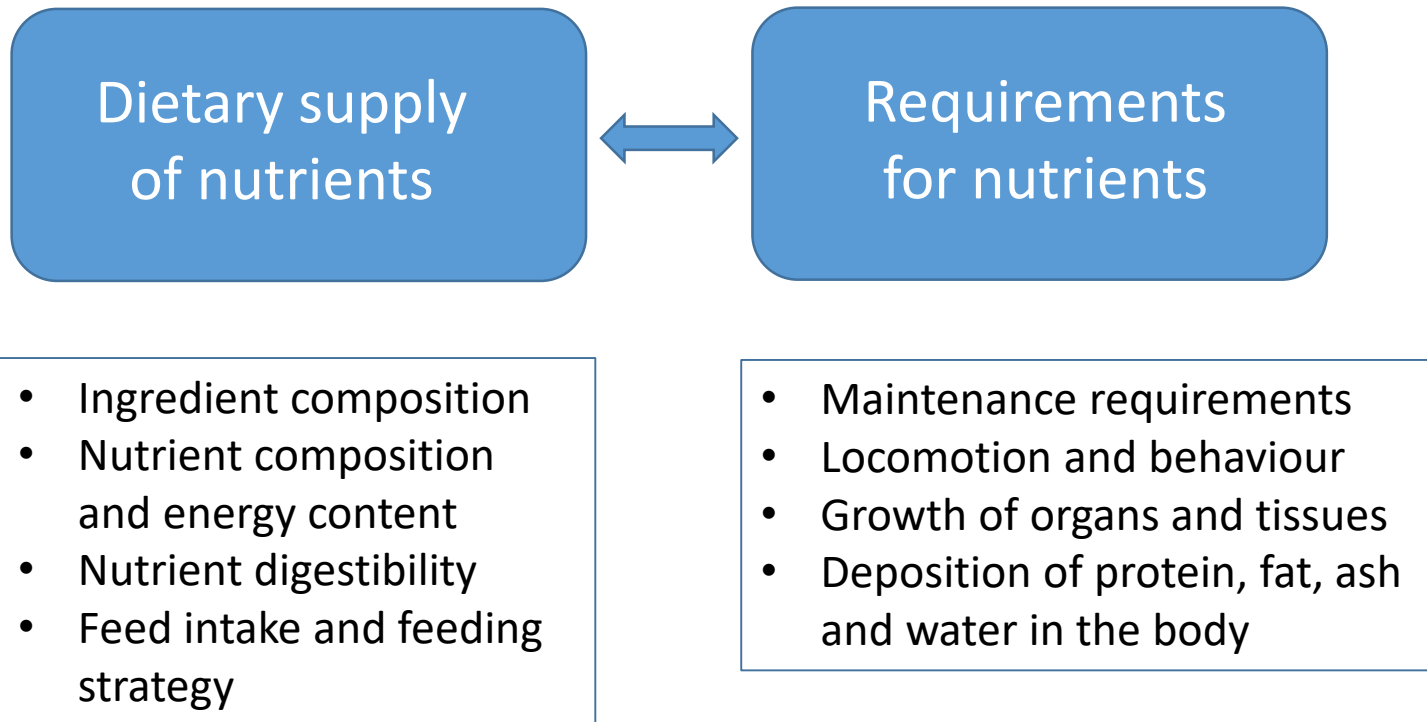 Dietary supply
of nutrients
Requirements
for nutrients
• Ingredient composition
• Nutrient composition
and energy content
• Nutrient digestibility
• Feed intake and feeding
strategy
• Maintenance requirements
• Locomotion and behaviour
• Growth of organs and tissues
• Deposition of protein, fat, ash
and water in the body